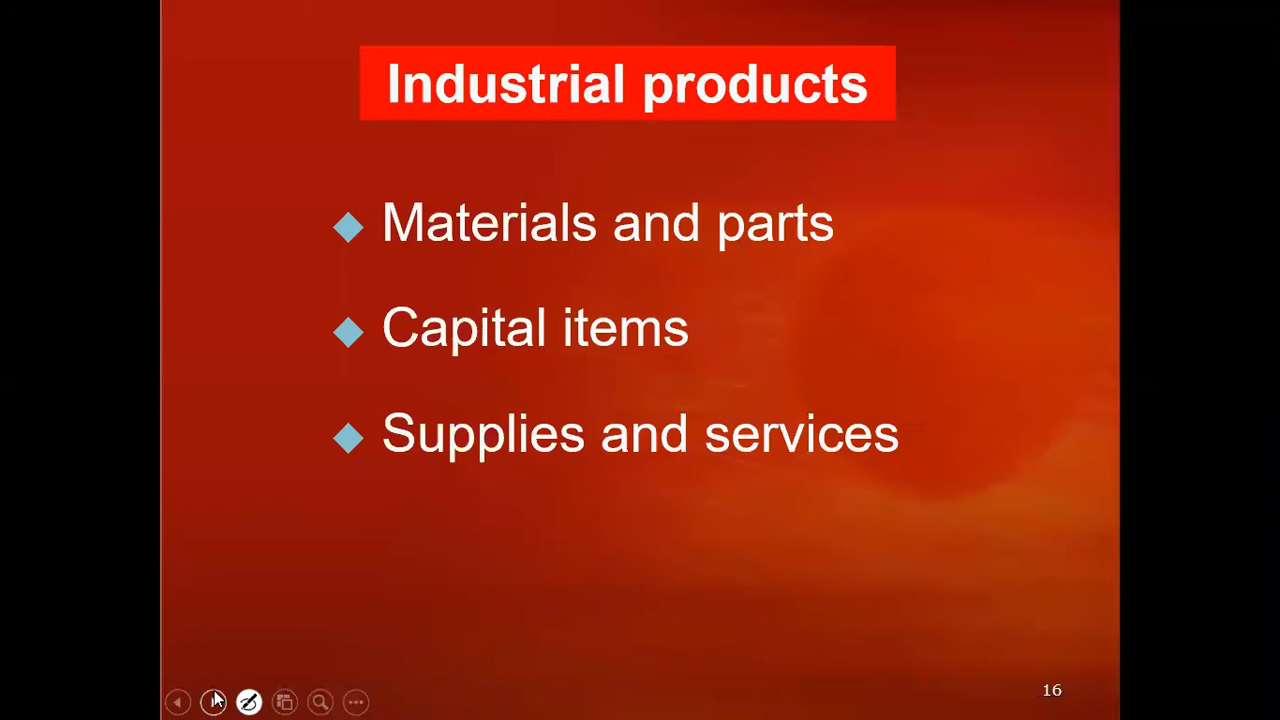 Industrial products
Materials and parts
Capital items
Supplies and services
16